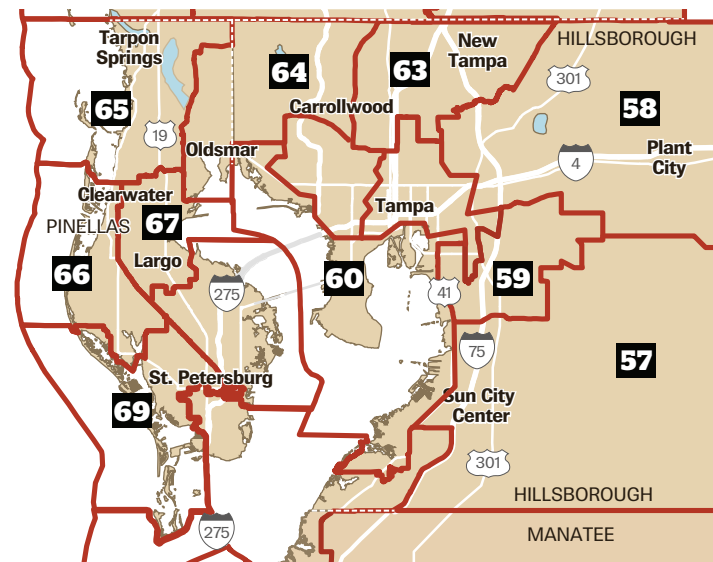 Tarpon
Springs
New
Tampa
HILLSBOROUGH
64
63
301
65
Carrollwood
58
19
Oldsmar
4
Plant
City
Clearwater
Tampa
PINELLAS
67
66
Largo
60
59
275
41
75
57
St. Petersburg
69
Sun City
Center
301
HILLSBOROUGH
275
MANATEE